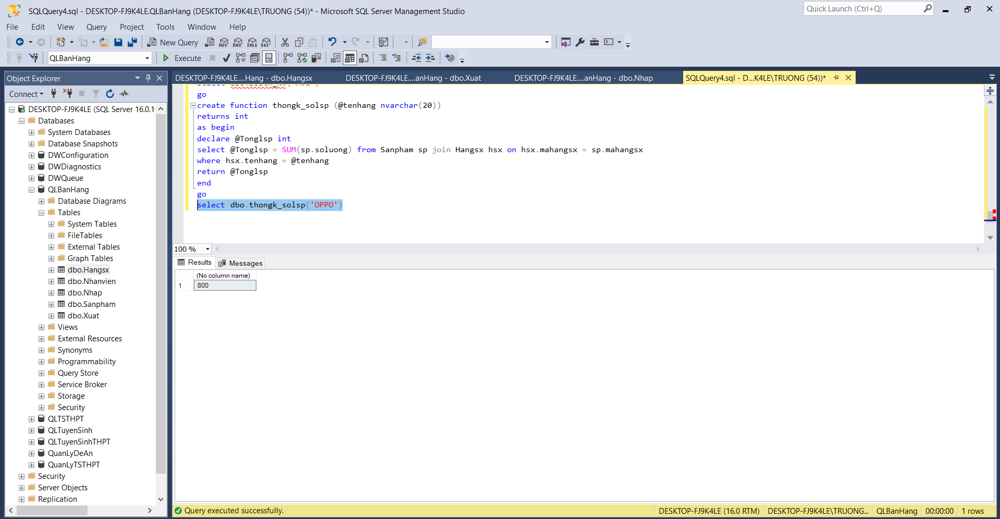 SQLQuery4.sql - DESKTOP-FJ9K4LE.QLBanHang (DESKTOP-FJ9K4LE\TRUONG (54))* - Microsoft SQL Server Management Studio
Quick Launch (Ctrl+Q)
File Edit View Query Project Tools Window Help
New Query MDX DMX XMLA DAX
QLBanHang Execute
Object Explorer
Connect
DESKTOP-FJ9K4LE (SQL Server 16.0.1
Databases
System Databases
Database Snapshots
DWConfiguration
DWDiagnostics
DWQueue
QLBanHang
Database Diagrams
Tables
System Tables
FileTables
External Tables
Graph Tables
dbo.Hangsx
dbo.Nhanvien
dbo.Nhap
dbo.Sanpham
dbo.Xuat
Views
External Resources
Synonyms
Programmability
Query Store
Service Broker
Storage
Security
QLTSTHPT
QLTuyenSinh
QLTuyenSinhTHPT
QuanLyDeAn
QuanLyTSTHPT
Security
Server Objects
Replication
DESKTOP-FJ9K4LE....Hang - dbo.Hangsx DESKTOP-FJ9K4LE....anHang - dbo.Xuat DESKTOP-FJ9K4LE....anHang - dbo.Nhap SQLQuery4.sql - D...K4LE\TRUONG (54))*
go
create function thongk_solsp (@tenhang nvarchar(20))
returns int
as begin
declare @Tonglsp int
select @Tonglsp = SUM(sp.soluong) from Sanpham sp join Hangsx hsx on hsx.mahangsx = sp.mahangsx
where hsx.tenhang = @tenhang
return @Tonglsp
end
go
select dbo.thongk_solsp('OPPO')
100 %
Results Messages
(No column name)
1 800
Query executed successfully.
DESKTOP-FJ9K4LE (16.0 RTM) DESKTOP-FJ9K4LE\TRUONG... QLBanHang 00:00:00 1 rows